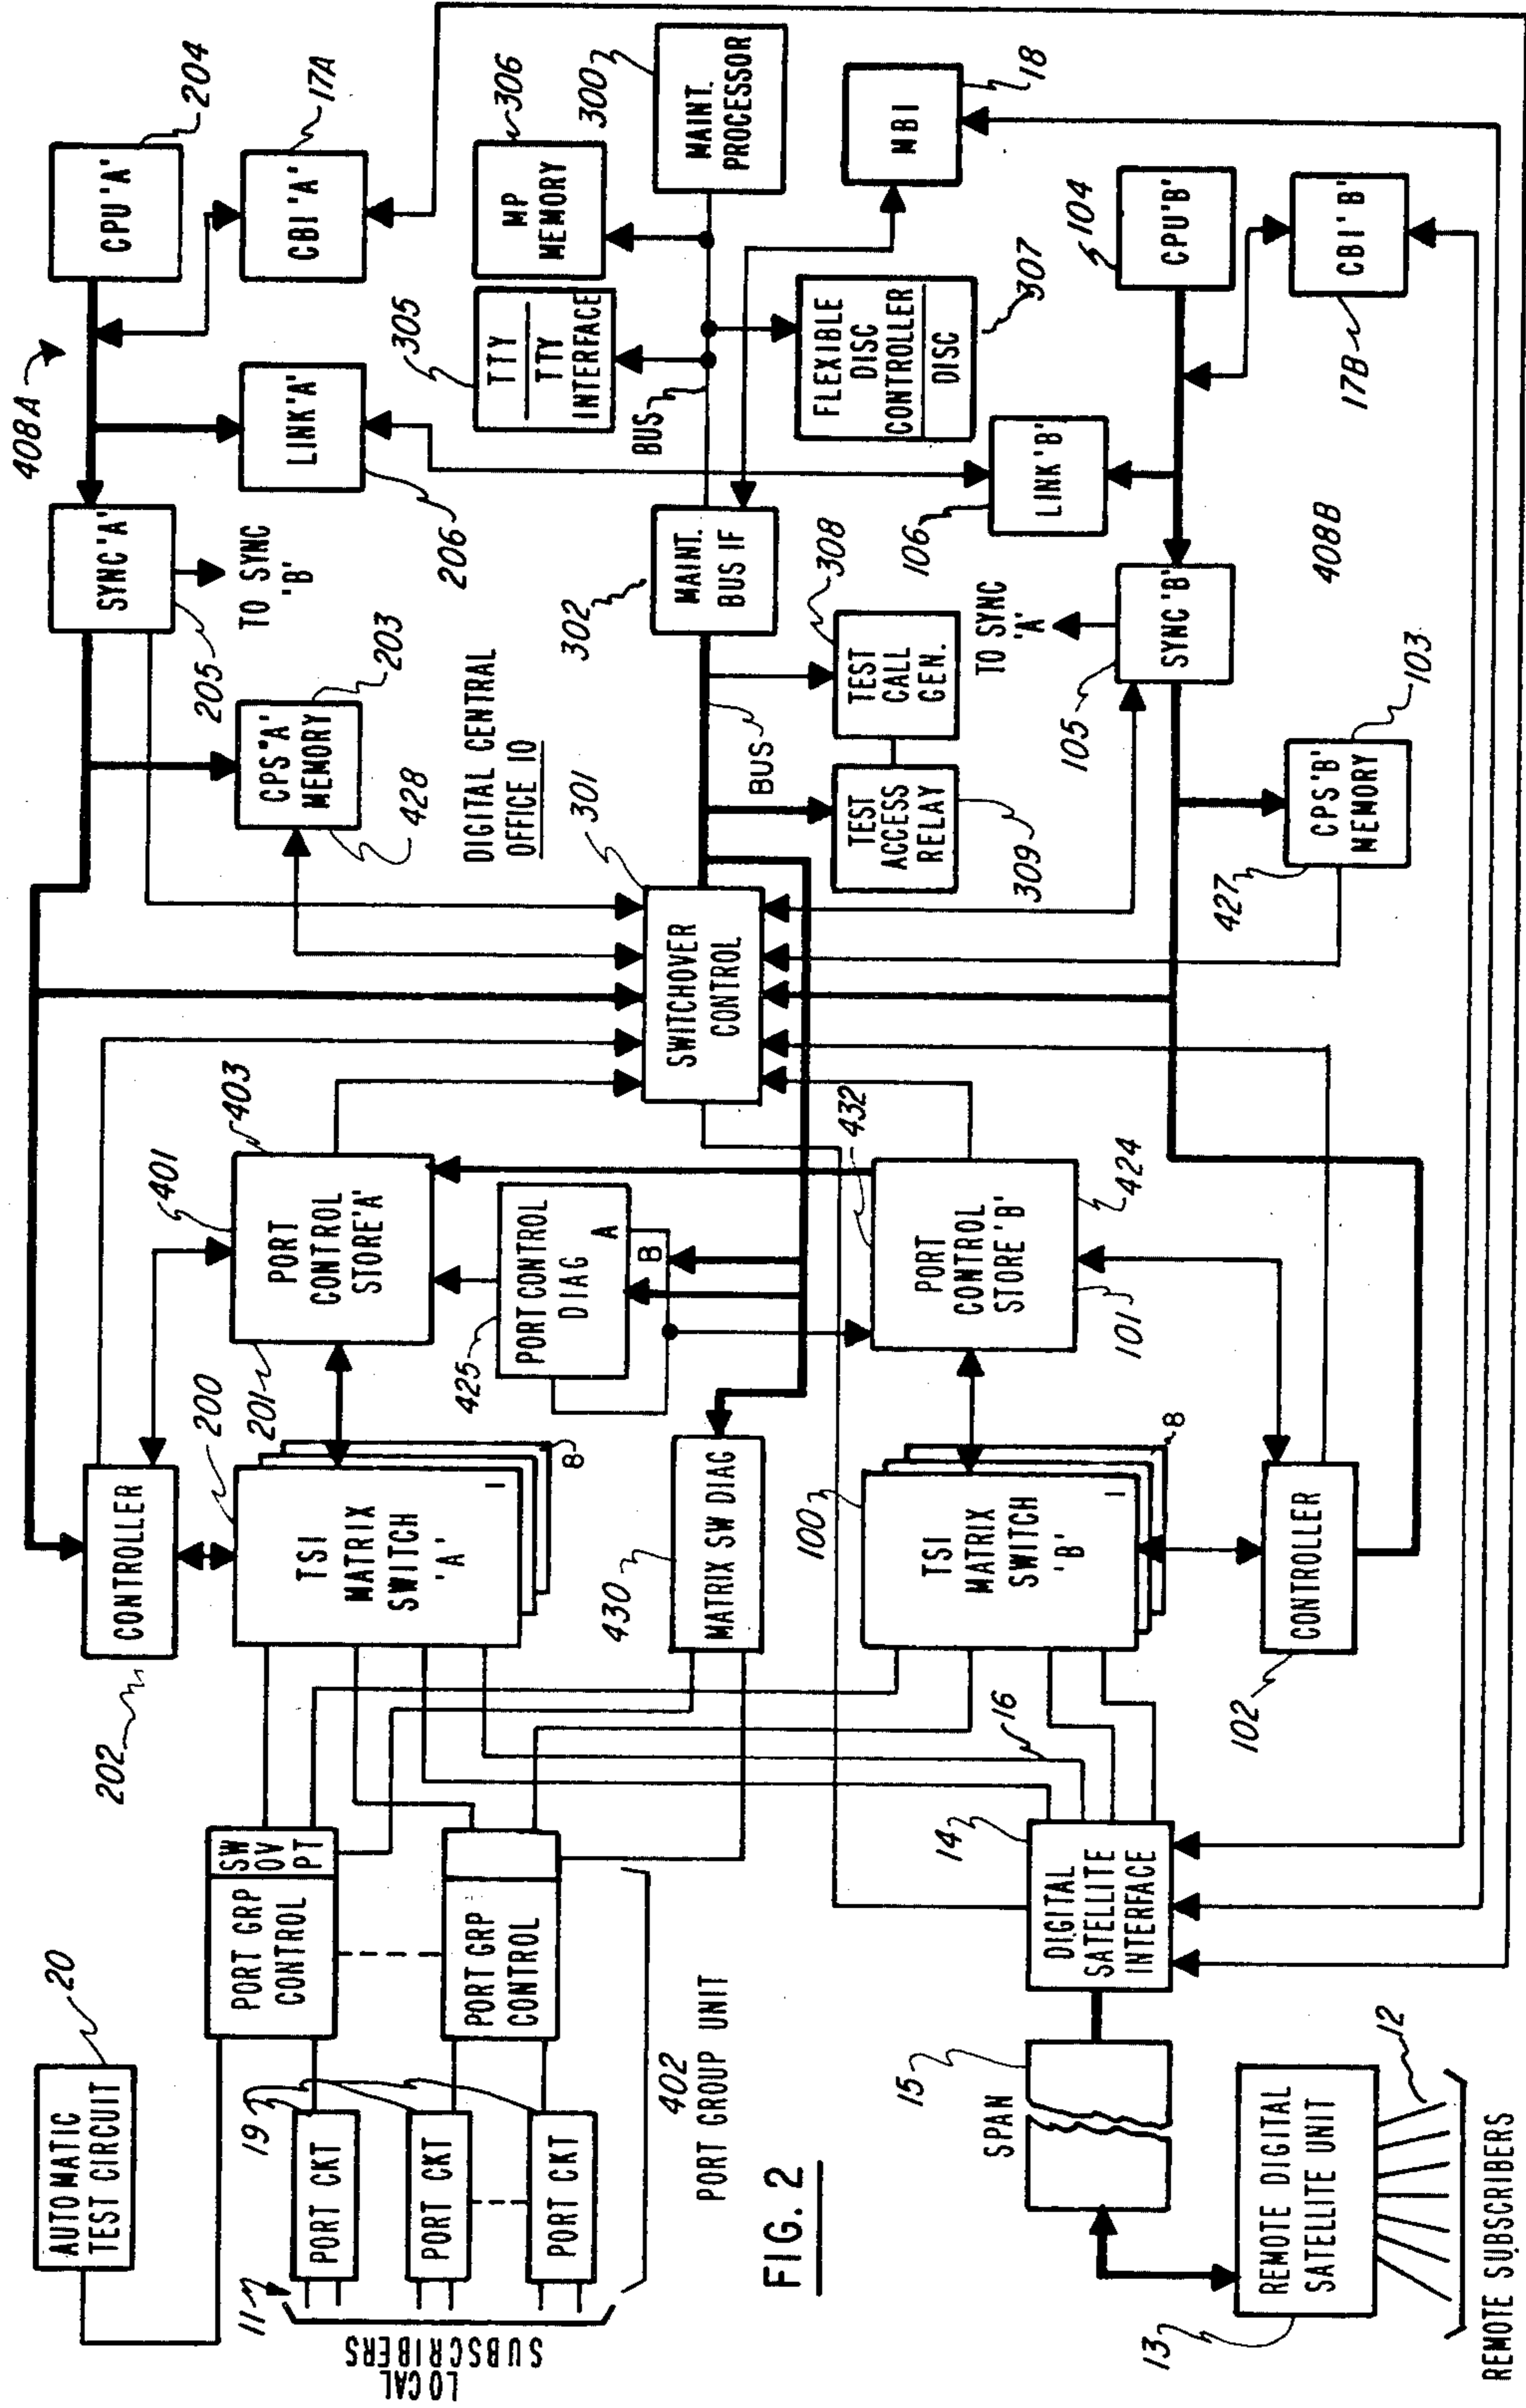 AUTOMATIC
TEST CIRCUIT
20
202
CONTROLLER
401
403
408A
SYNC 'A'
CPU 'A'
204
LOCAL
SUBSCRIBERS
11
19
PORT CKT
PORT CKT
PORT CKT
PORT GRP
CONTROL
SW
OV
PT
PORT GRP
CONTROL
402
PORT GROUP UNIT
200
TSI
MATRIX
SWITCH
'A'
1
8
201
PORT
CONTROL
STORE 'A'
425
PORT CONTROL
DIAG
A
B
430
MATRIX SW DIAG
CPS 'A'
MEMORY
203
428
205
TO SYNC
'B'
LINK 'A'
206
CBI 'A'
17A
DIGITAL CENTRAL
OFFICE 10
301
SWITCHOVER
CONTROL
302
MAINT.
BUS IF
BUS
305
TTY
TTY
INTERFACE
MP
MEMORY
306
300
MAINT.
PROCESSOR
BUS
FLEXIBLE
DISC
CONTROLLER
DISC
307
MBI
18
TEST
ACCESS
RELAY
309
TEST
CALL
GEN.
308
FIG. 2
100
TSI
MATRIX
SWITCH
'B'
1
8
432
PORT
CONTROL
STORE 'B'
424
101
TO SYNC
'A'
105
SYNC 'B'
106
LINK 'B'
104
CPU 'B'
408B
CBI 'B'
17B
427
CPS 'B'
MEMORY
103
CONTROLLER
102
16
14
DIGITAL
SATELLITE
INTERFACE
15
SPAN
REMOTE DIGITAL
SATELLITE UNIT
13
12
REMOTE SUBSCRIBERS